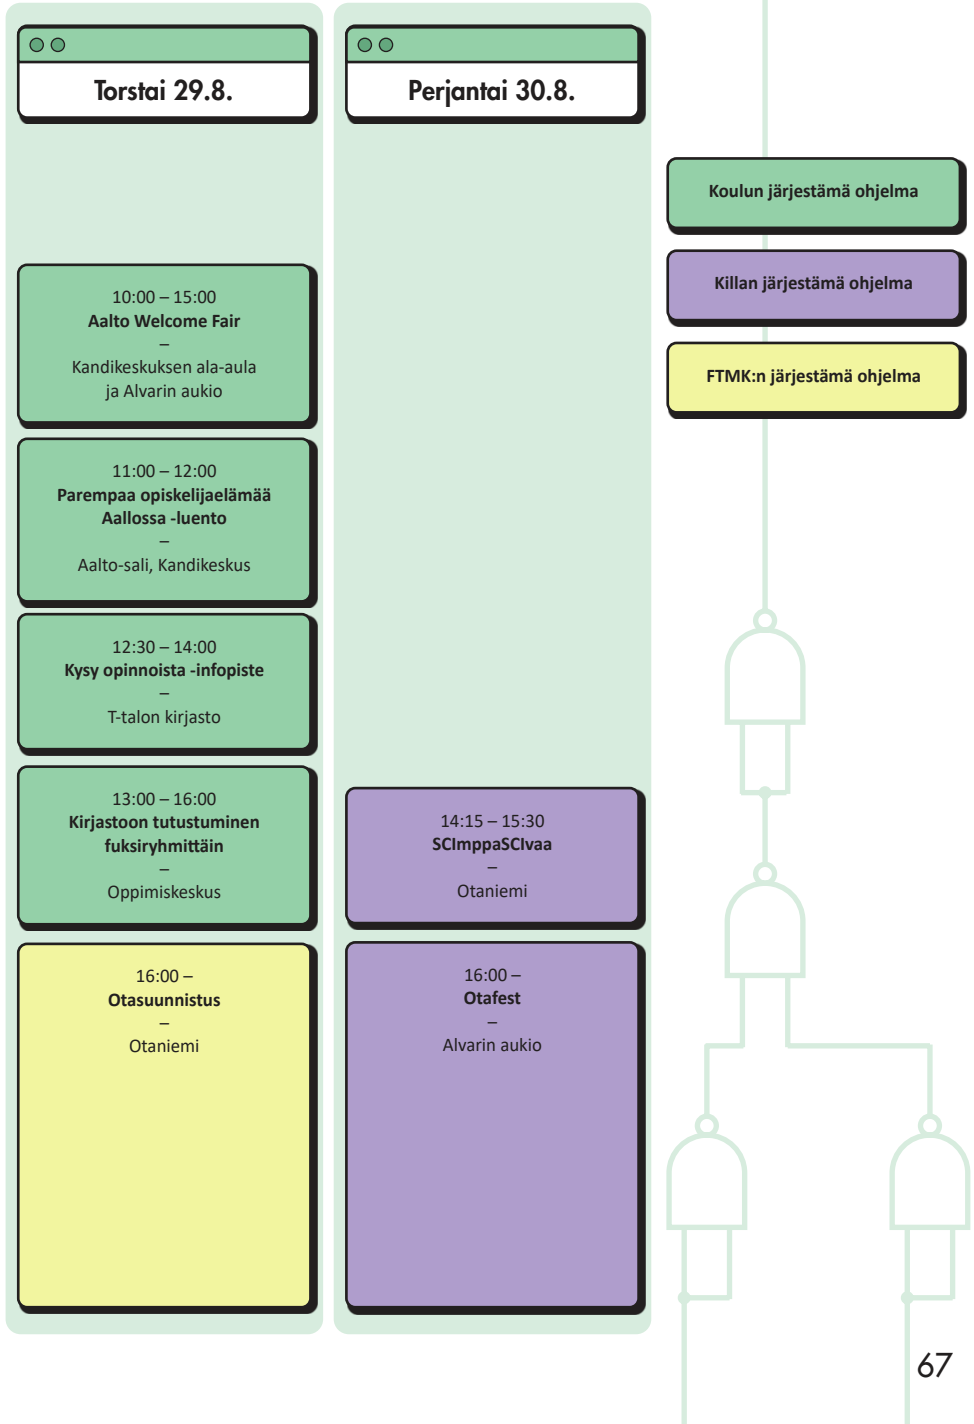 Torstai 29.8.
10:00 – 15:00
Aalto Welcome Fair
–
Kandikeskuksen ala-aula
ja Alvarin aukio
11:00 – 12:00
Parempaa opiskelijaelämää
Aallossa -luento
–
Aalto-sali, Kandikeskus
12:30 – 14:00
Kysy opinnoista -infopiste
–
T-talon kirjasto
13:00 – 16:00
Kirjastoon tutustuminen
fuksiryhmittäin
–
Oppimiskeskus
16:00 –
Otasuunnistus
–
Otaniemi
Perjantai 30.8.
14:15 – 15:30
SCImppaSCIvaa
–
Otaniemi
16:00 –
Otafest
–
Alvarin aukio
Koulun järjestämä ohjelma
Killan järjestämä ohjelma
FTMK:n järjestämä ohjelma
67